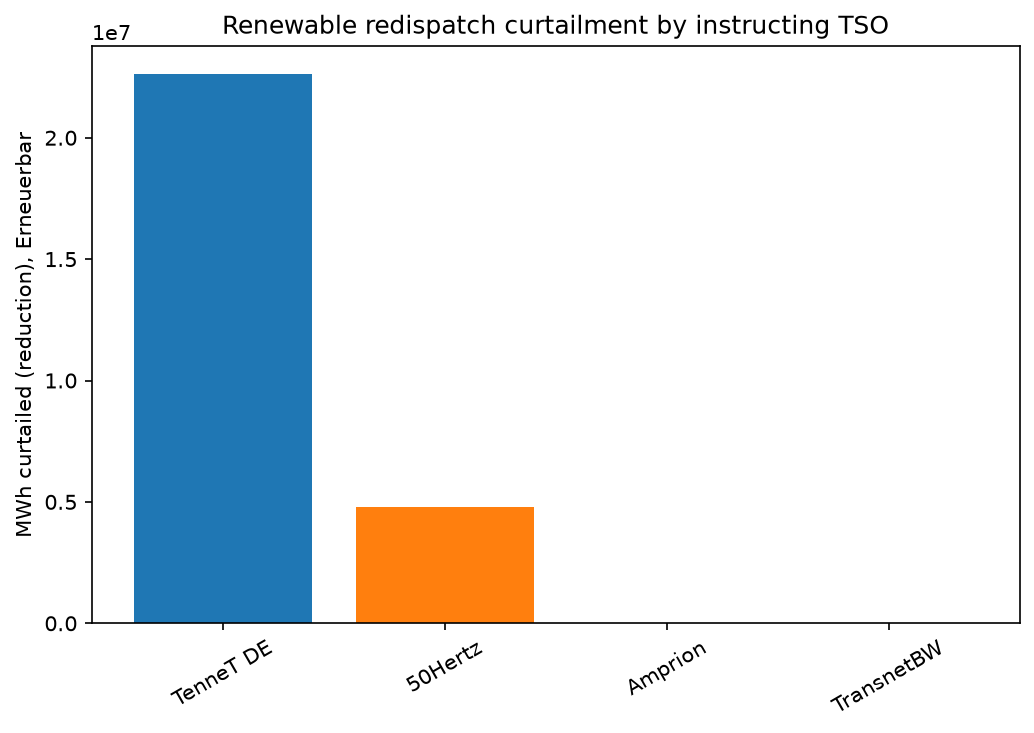 Renewable redispatch curtailment by instructing TSO
1e7
MWh curtailed (reduction), Erneuerbar
2.0
1.5
1.0
0.5
0.0
TenneT DE
50Hertz
Amprion
TransnetBW